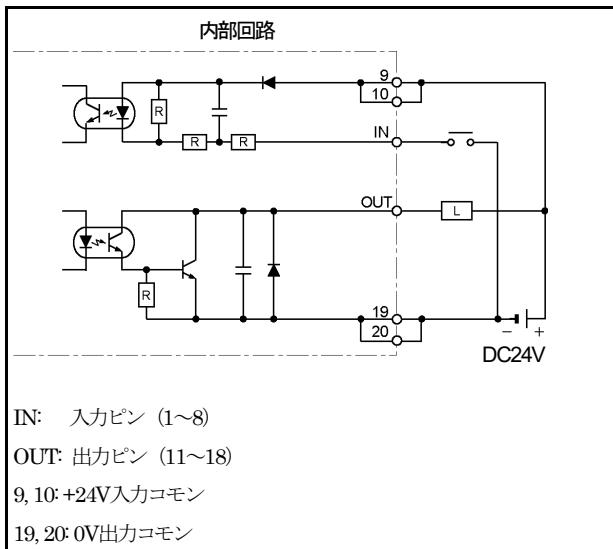 内部回路
9
10
R
IN
R
R
OUT
L
R
19
20
− +
DC24V
IN: 入力ピン（1～8）
OUT: 出力ピン（11～18）
9, 10: +24V入力コモン
19, 20: 0V出力コモン